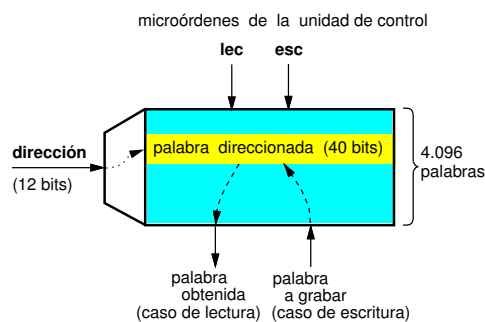 microórdenes de la unidad de control
lec esc
dirección
(12 bits)
palabra direccionada (40 bits)
4.096
palabras
palabra
obtenida
(caso de lectura)
palabra
a grabar
(caso de escritura)